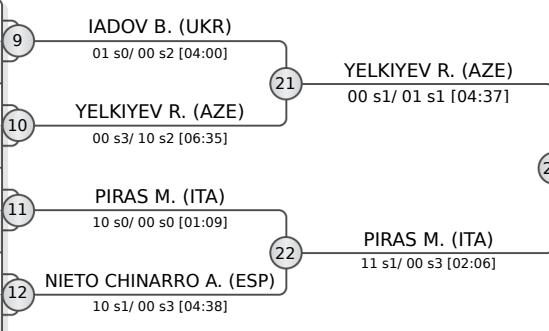 IADOV B. (UKR)
9
01 s0/ 00 s2 [04:00]
YELKIYEV R. (AZE)
21
00 s1/ 01 s1 [04:37]
YELKIYEV R. (AZE)
10
00 s3/ 10 s2 [06:35]
PIRAS M. (ITA)
11
10 s0/ 00 s0 [01:09]
PIRAS M. (ITA)
22
11 s1/ 00 s3 [02:06]
NIETO CHINARRO A. (ESP)
12
10 s1/ 00 s3 [04:38]